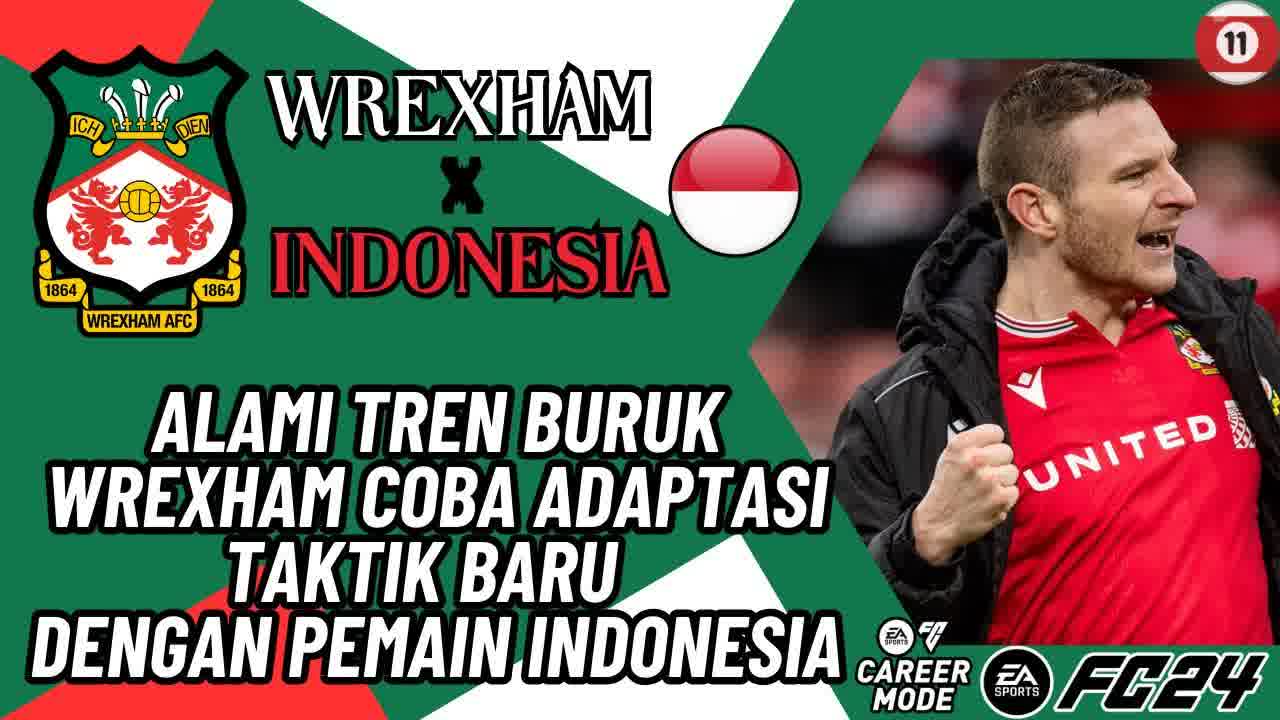 11
ICH DIEN
WREXHAM
X
INDONESIA
1864 1864
WREXHAM AFC
ALAMI TREN BURUK
WREXHAM COBA ADAPTASI
TAKTIK BARU
DENGAN PEMAIN INDONESIA
UNITED
EA SPORTS FC
CAREER
MODE
EA
SPORTS
FC24